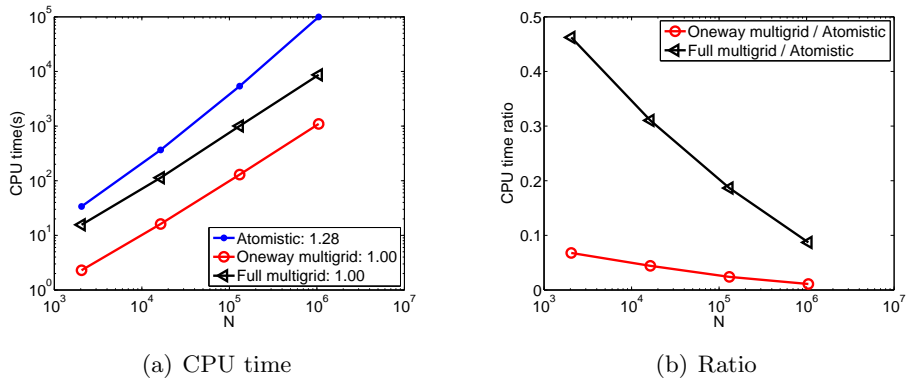 CPU time(s)
10^5
10^4
10^3
10^2
10^1
10^0
Atomistic: 1.28
Oneway multigrid: 1.00
Full multigrid: 1.00
10^3 10^4 10^5 10^6 10^7
N
(a) CPU time
CPU time ratio
0.5
0.4
0.3
0.2
0.1
0
Oneway multigrid / Atomistic
Full multigrid / Atomistic
10^3 10^4 10^5 10^6 10^7
N
(b) Ratio